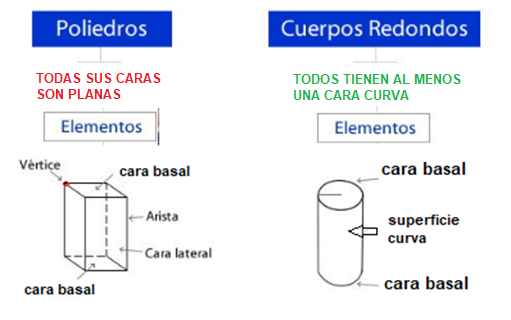 Poliedros
TODAS SUS CARAS
SON PLANAS
Elementos
Vèrtice
cara basal
Arista
Cara lateral
cara basal
Cuerpos Redondos
TODOS TIENEN AL MENOS
UNA CARA CURVA
Elementos
cara basal
superficie
curva
cara basal